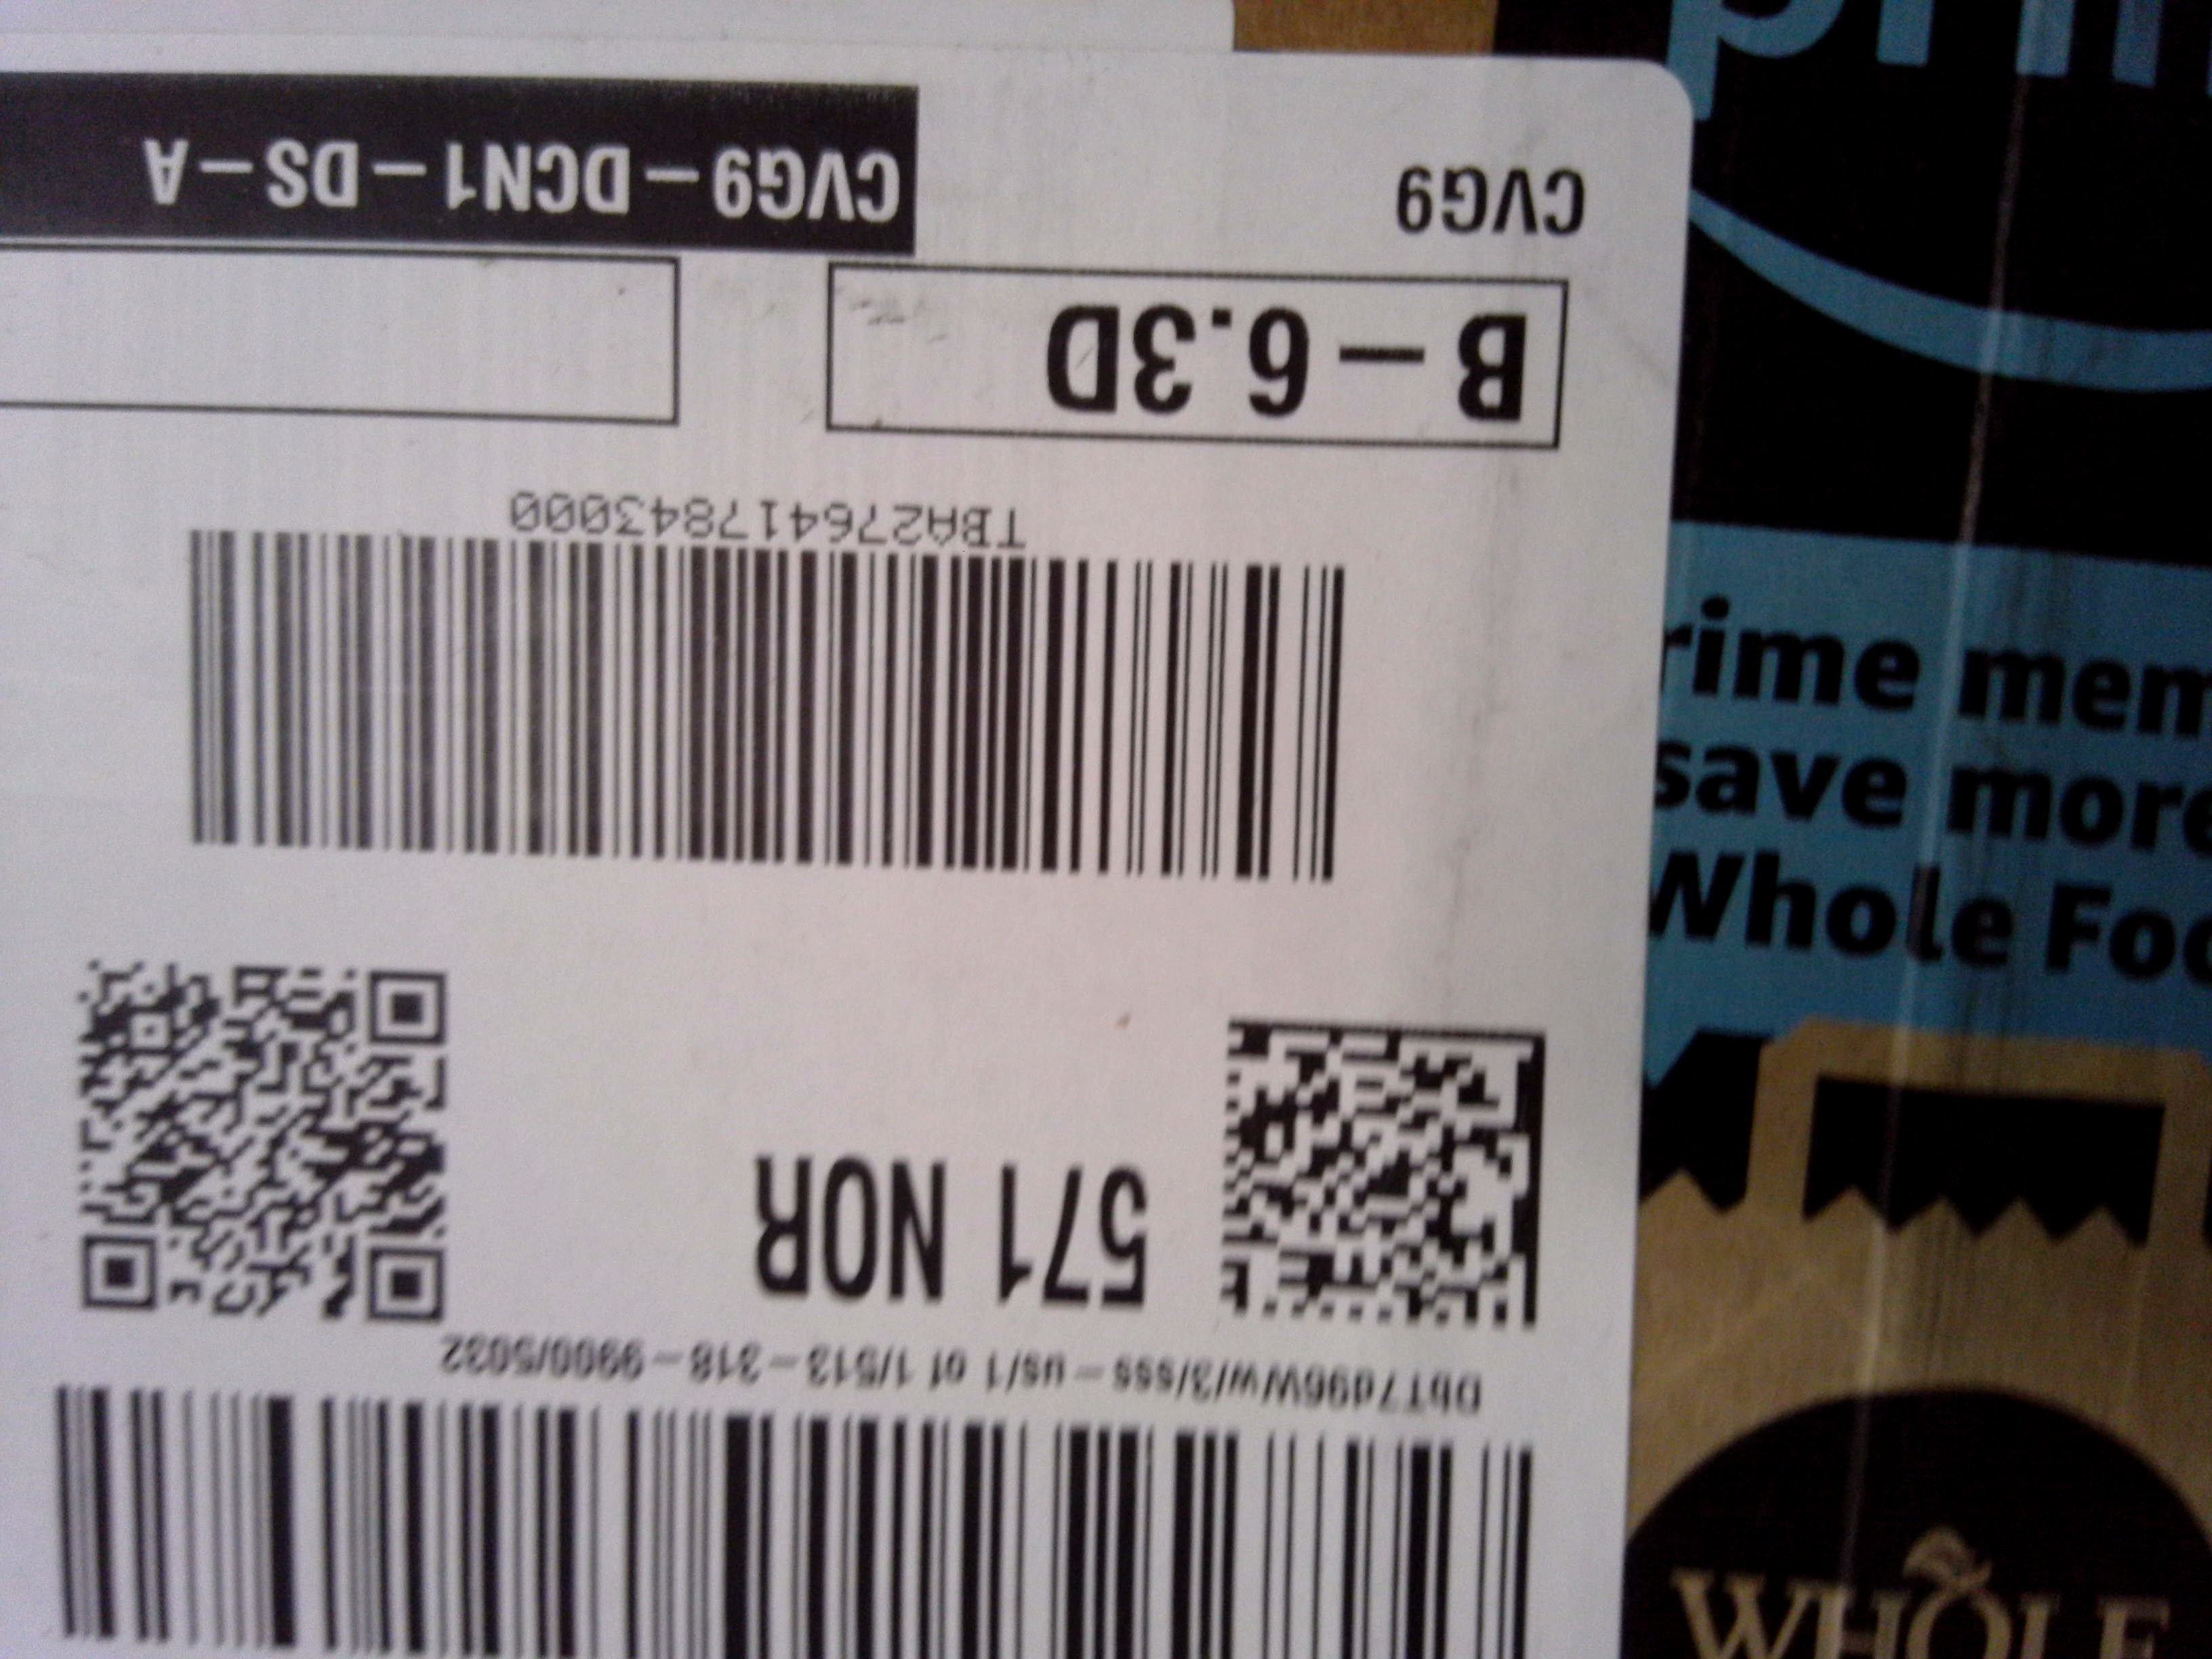 DbT7d96Ww/3/sss-us/1 of 1/513-318-9900/5032
571 NOR
TBA276417843000
B-6.3D
CVG9
CVG9-DCN1-DS-A
rime mem
save more
Whole Foo
WHOLE